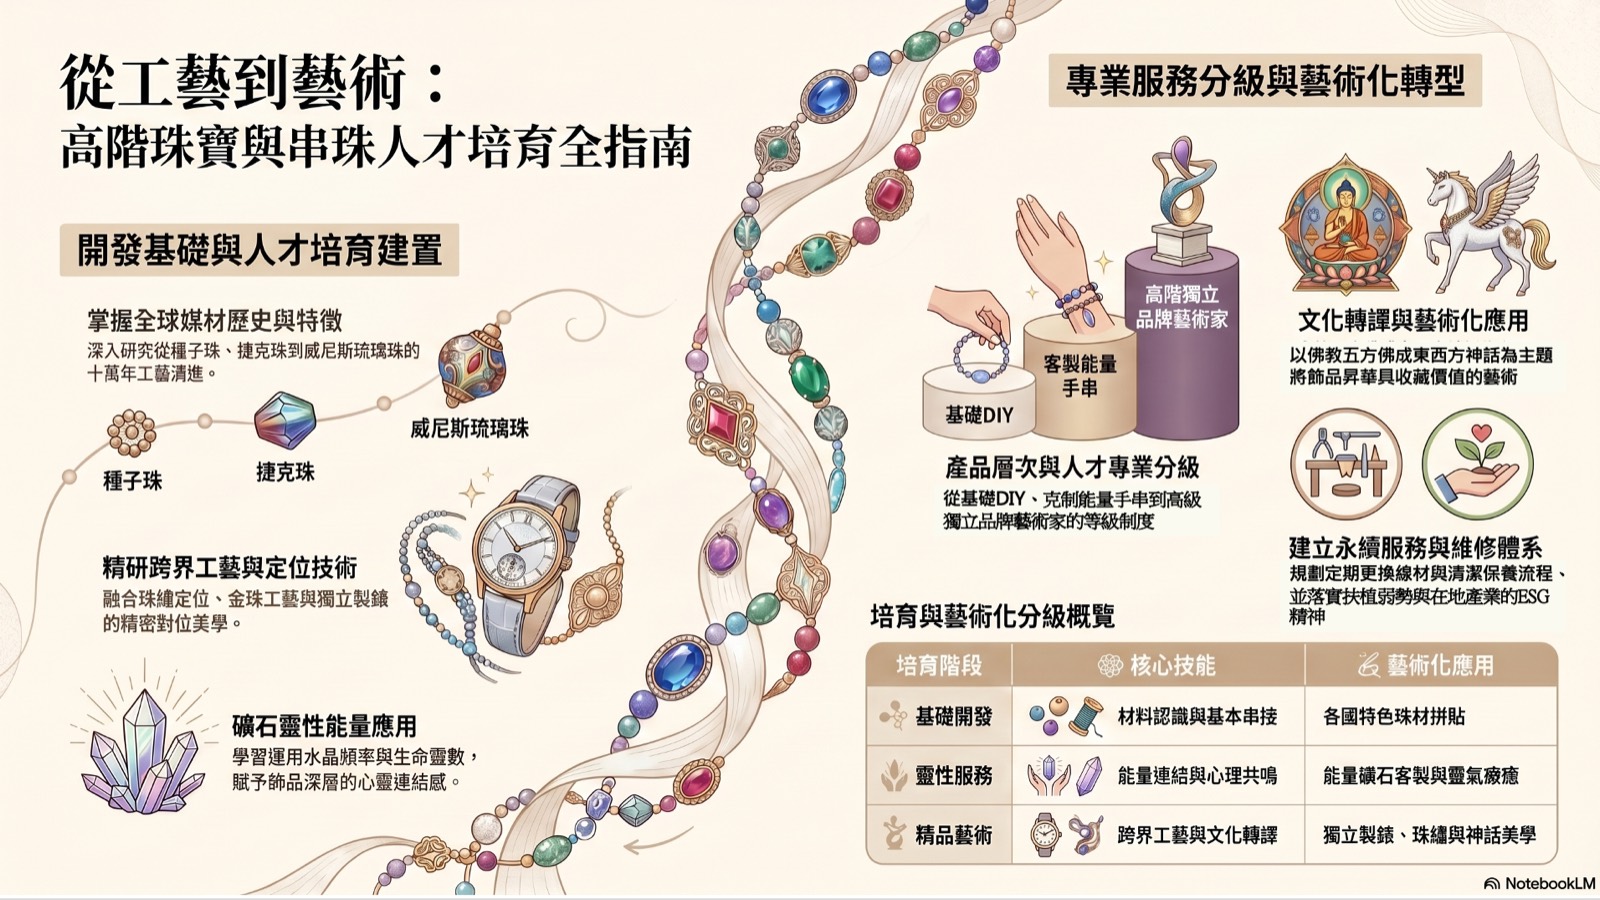 從工藝到藝術：
高階珠寶與串珠人才培育全指南
開發基礎與人才培育建置
掌握全球媒材歷史與特徵
深入研究從種子珠、捷克珠到威尼斯琉璃珠的
十萬年工藝清進。
種子珠
捷克珠
威尼斯琉璃珠
精研跨界工藝與定位技術
融合珠繡定位、金珠工藝與獨立製錶
的精密對位美學。
礦石靈性能量應用
學習運用水晶頻率與生命靈數，
賦予飾品深層的心靈連結感。
專業服務分級與藝術化轉型
基礎DIY
客製能量
手串
高階獨立
品牌藝術家
產品層次與人才專業分級
從基礎DIY、克制能量手串到高級
獨立品牌藝術家的等級制度
文化轉譯與藝術化應用
以佛教五方佛成東西方神話為主題
將飾品昇華具收藏價值的藝術
建立永續服務與維修體系
規劃定期更換線材與清潔保養流程、
並落實扶植弱勢與在地產業的ESG
精神
培育與藝術化分級概覽
培育階段 核心技能 藝術化應用
基礎開發 材料認識與基本串技 各國特色珠材拼貼
靈性服務 能量連結與心理共鳴 能量礦石客製與靈氣療癒
精品藝術 跨界工藝與文化轉譯 獨立製錶、珠繡與神話美學
NotebookLM